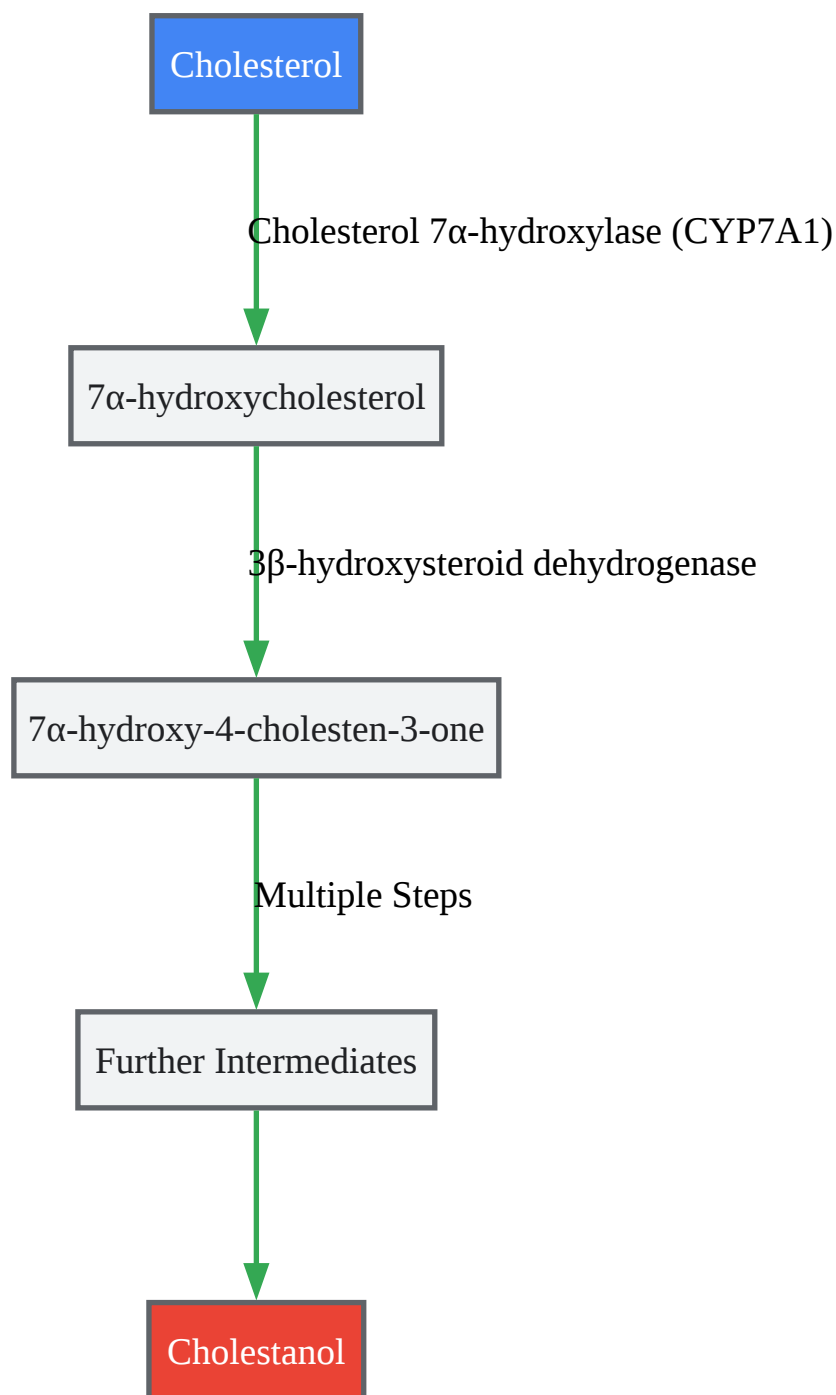 Cholesterol
Cholesterol 7α-hydroxylase (CYP7A1)
7α-hydroxycholesterol
3β-hydroxysteroid dehydrogenase
7α-hydroxy-4-cholesten-3-one
Multiple Steps
Further Intermediates
Cholestanol